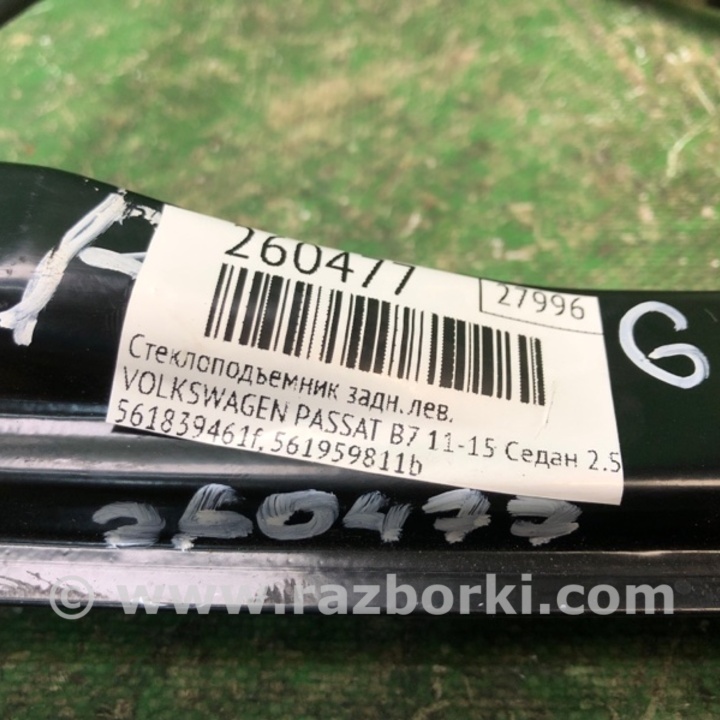 260477
27996
Стеклоподъемник задн. лев.
VOLKSWAGEN PASSAT B7 11-15 Седан 2.5
561839461f, 561959811b
G
260477
© www.razborki.com